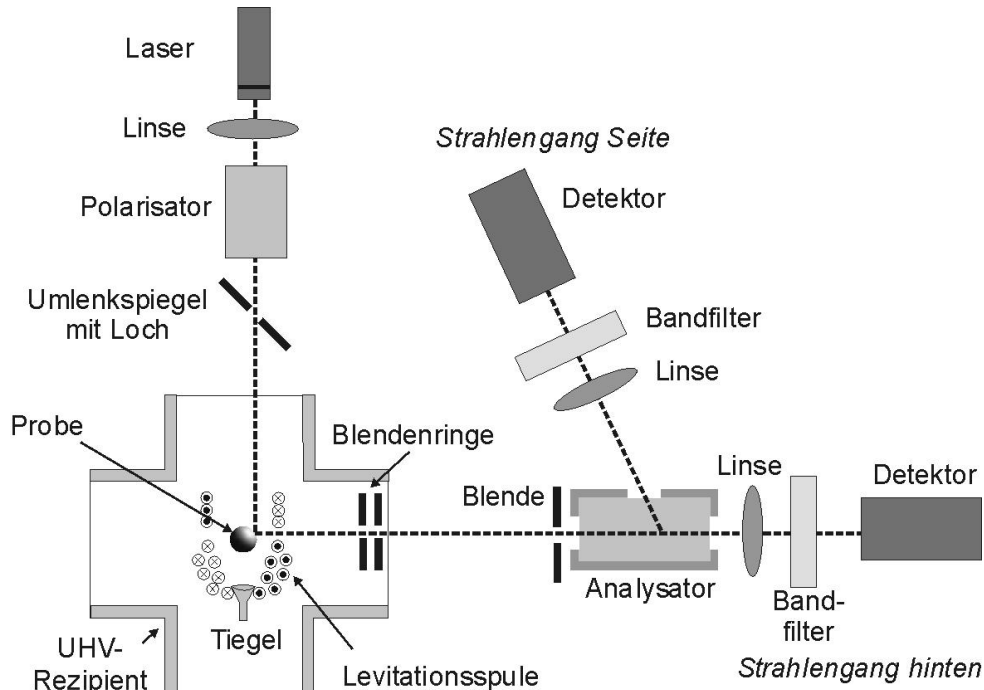 Laser
Linse
Polarisator
Umlenkspiegel
mit Loch
Probe
Blendenringe
Strahlengang Seite
Detektor
Bandfilter
Linse
Blende
Linse
Detektor
Analysator
Band-
filter
Tiegel
UHV-
Rezipient
Levitationsspule
Strahlengang hinten